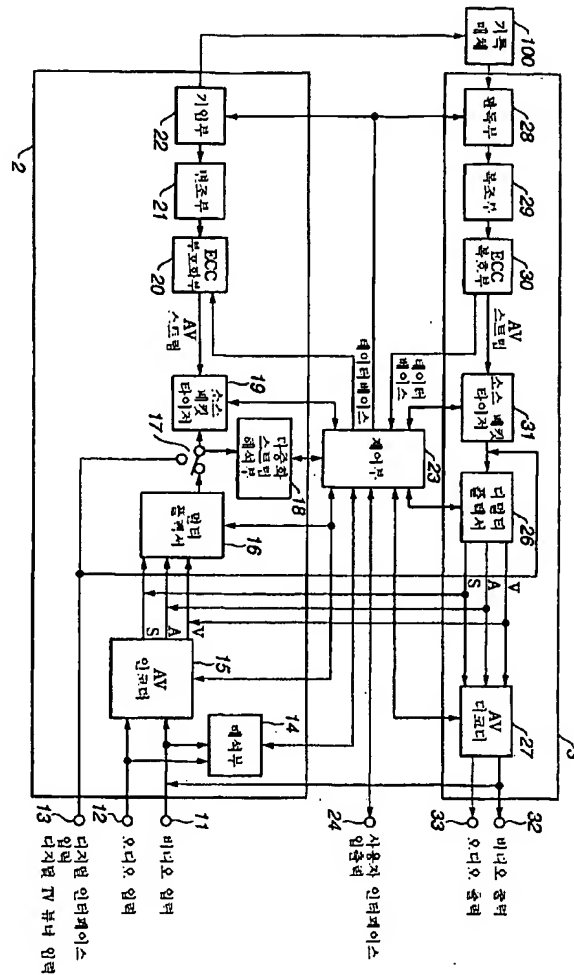 100
기록
매체
28
판독부
29
복조부
30
ECC
복호부
AV
스트림
31
소스 패킷
타이저
26
디멀티
플렉서
V
A
S
27
AV
디코더
3
32
비디오 출력
33
오디오 출력
데이터베이스
데이터
베이스
23
제어부
24
사용자 인터페이스
입출력
2
22
기입부
21
변조부
20
ECC
부호화부
AV
스트림
19
소스
패킷
타이저
17
18
다중화
스트림
해석부
16
멀티
플렉서
V
A
S
15
AV
인코더
14
해석부
11
비디오 입력
12
오디오 입력
13
디지털 인터페이스
입력
디지털 TV 튜너 입력